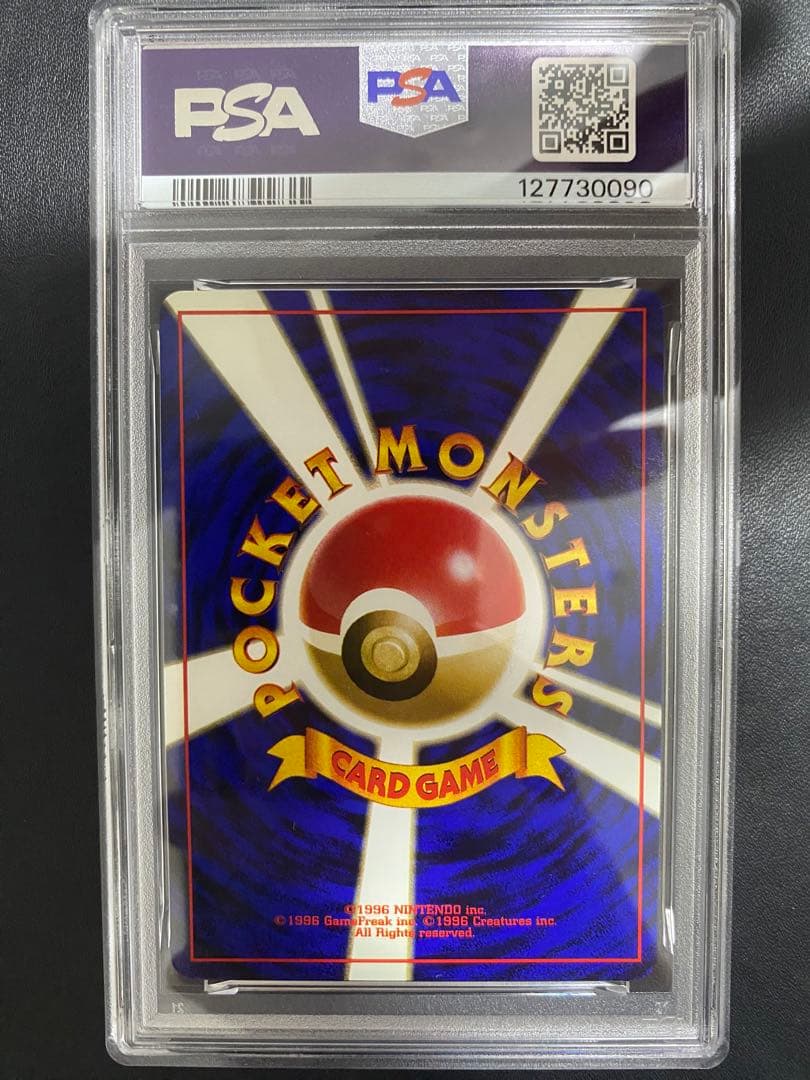 PSA
PSA
127730090
POCKET MONSTERS
CARD GAME
©1996 NINTENDO inc.
©1996 GameFreak inc. ©1996 Creatures inc.
All Rights reserved.